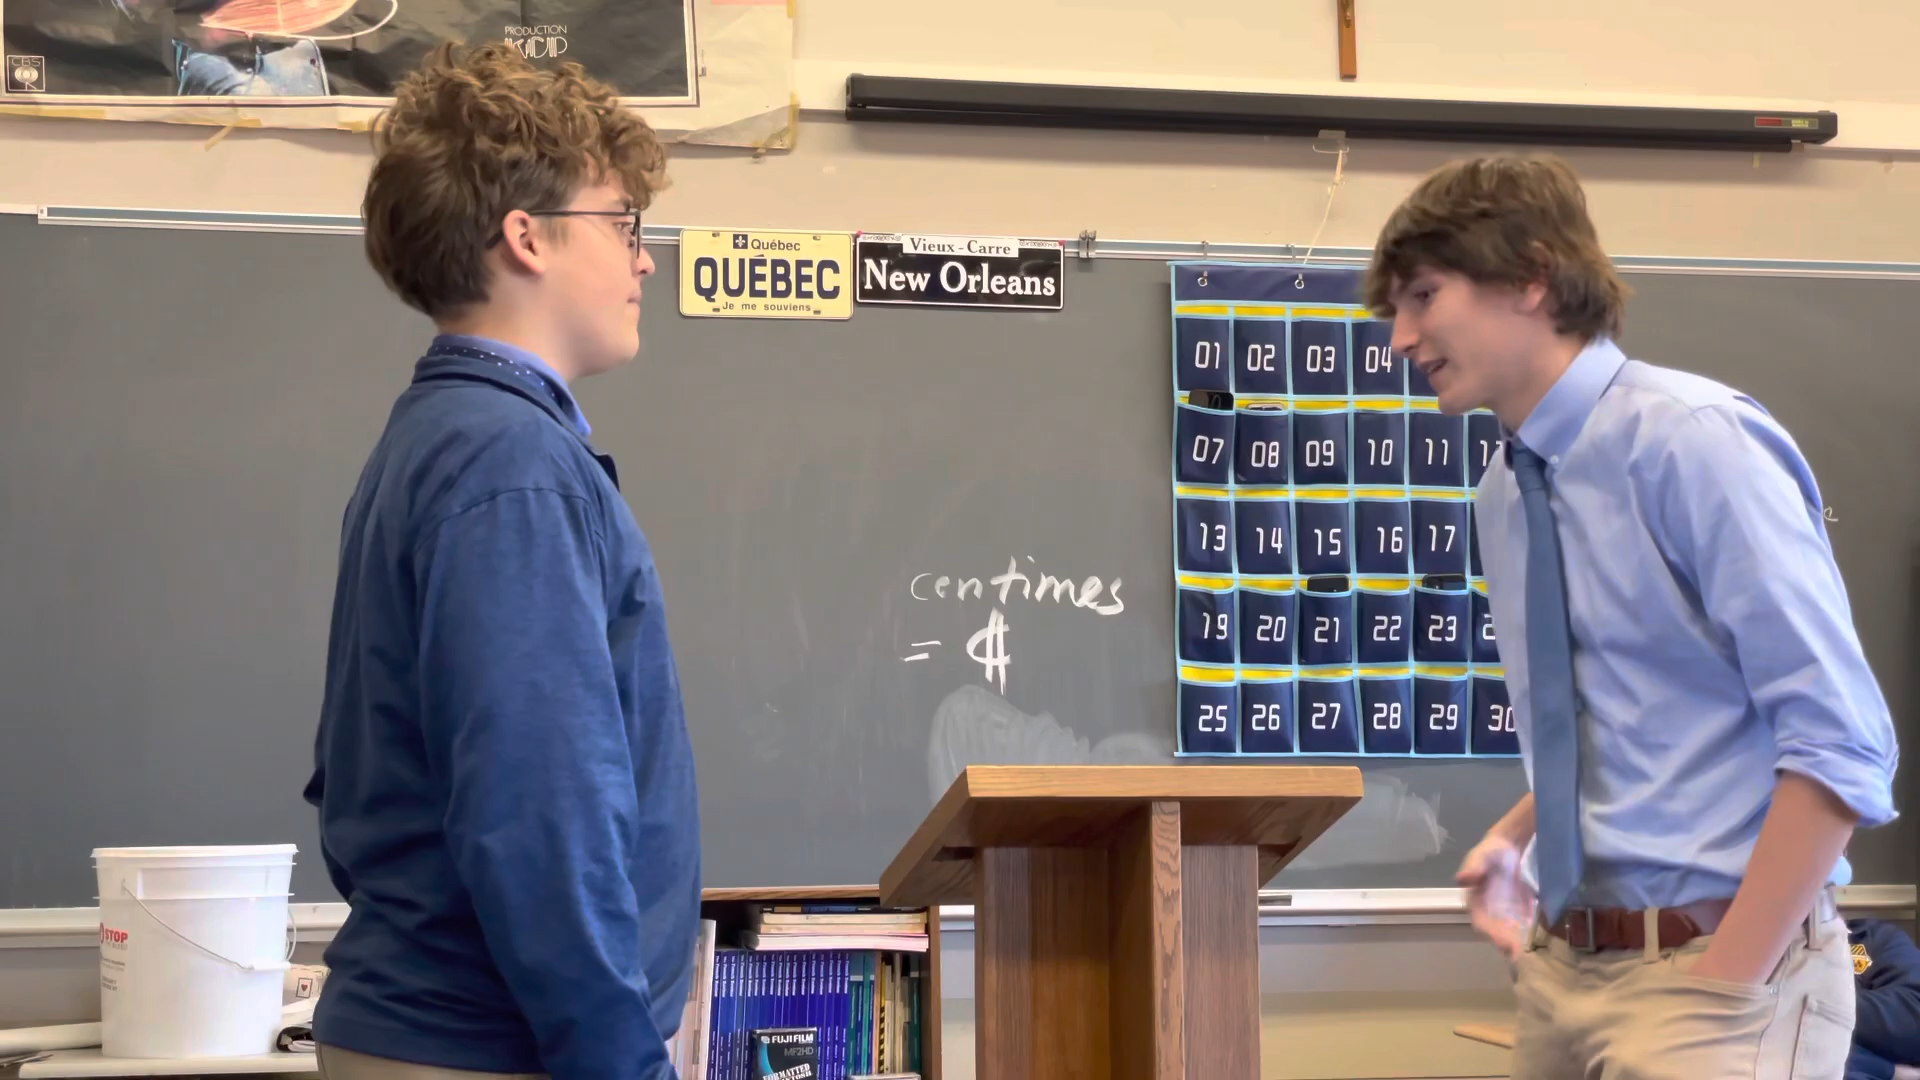 PRODUCTION
CBS
Québec
QUÉBEC
Je me souviens
Vieux-Carre
New Orleans
01 02 03 04
07 08 09 10 11
13 14 15 16 17
19 20 21 22 23
25 26 27 28 29 30
centimes
= ₵
STOP
FUJIFILM
MF2HD
FORMATTED